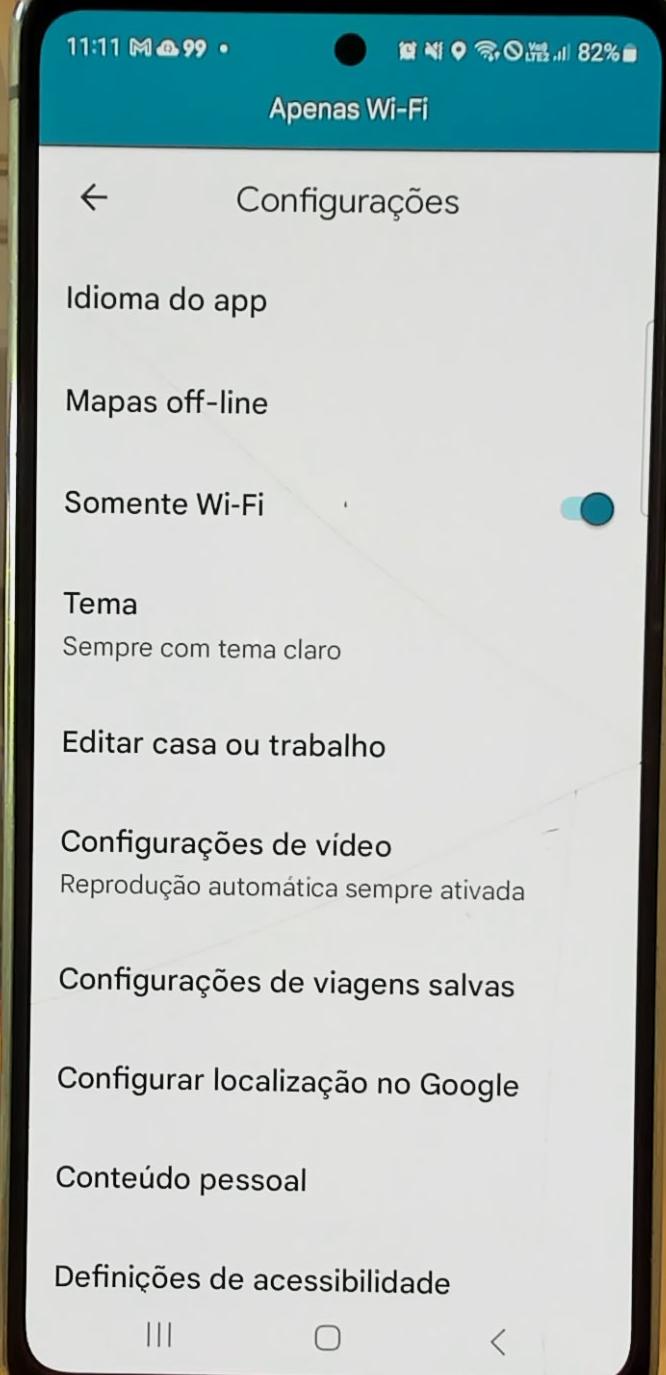 11:11 M 99 •
VoD LTE2 82%
Apenas Wi-Fi
Configurações
Idioma do app
Mapas off-line
Somente Wi-Fi
Tema
Sempre com tema claro
Editar casa ou trabalho
Configurações de vídeo
Reprodução automática sempre ativada
Configurações de viagens salvas
Configurar localização no Google
Conteúdo pessoal
Definições de acessibilidade